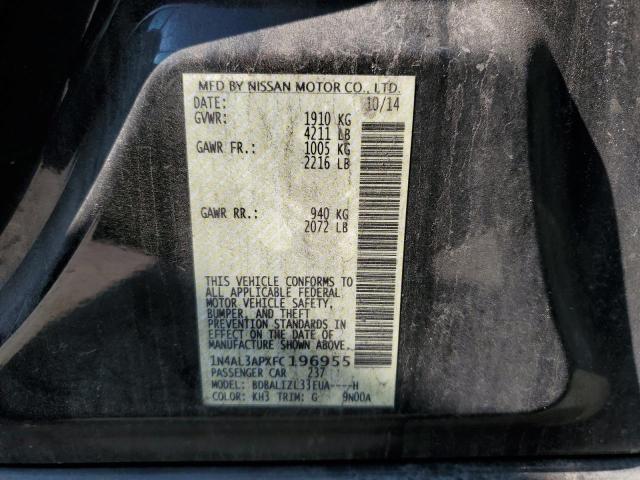 MFD BY NISSAN MOTOR CO., LTD.
DATE: 10/14
GVWR: 1910 KG
4211 LB
GAWR FR.: 1005 KG
2216 LB
GAWR RR.: 940 KG
2072 LB
THIS VEHICLE CONFORMS TO
ALL APPLICABLE FEDERAL
MOTOR VEHICLE SAFETY,
BUMPER, AND THEFT
PREVENTION STANDARDS IN
EFFECT ON THE DATE OF
MANUFACTURE SHOWN ABOVE.
1N4AL3APXFC196955
PASSENGER CAR 237
MODEL: BDBALIZL33EUA----H
COLOR: KH3 TRIM: G 9N00A